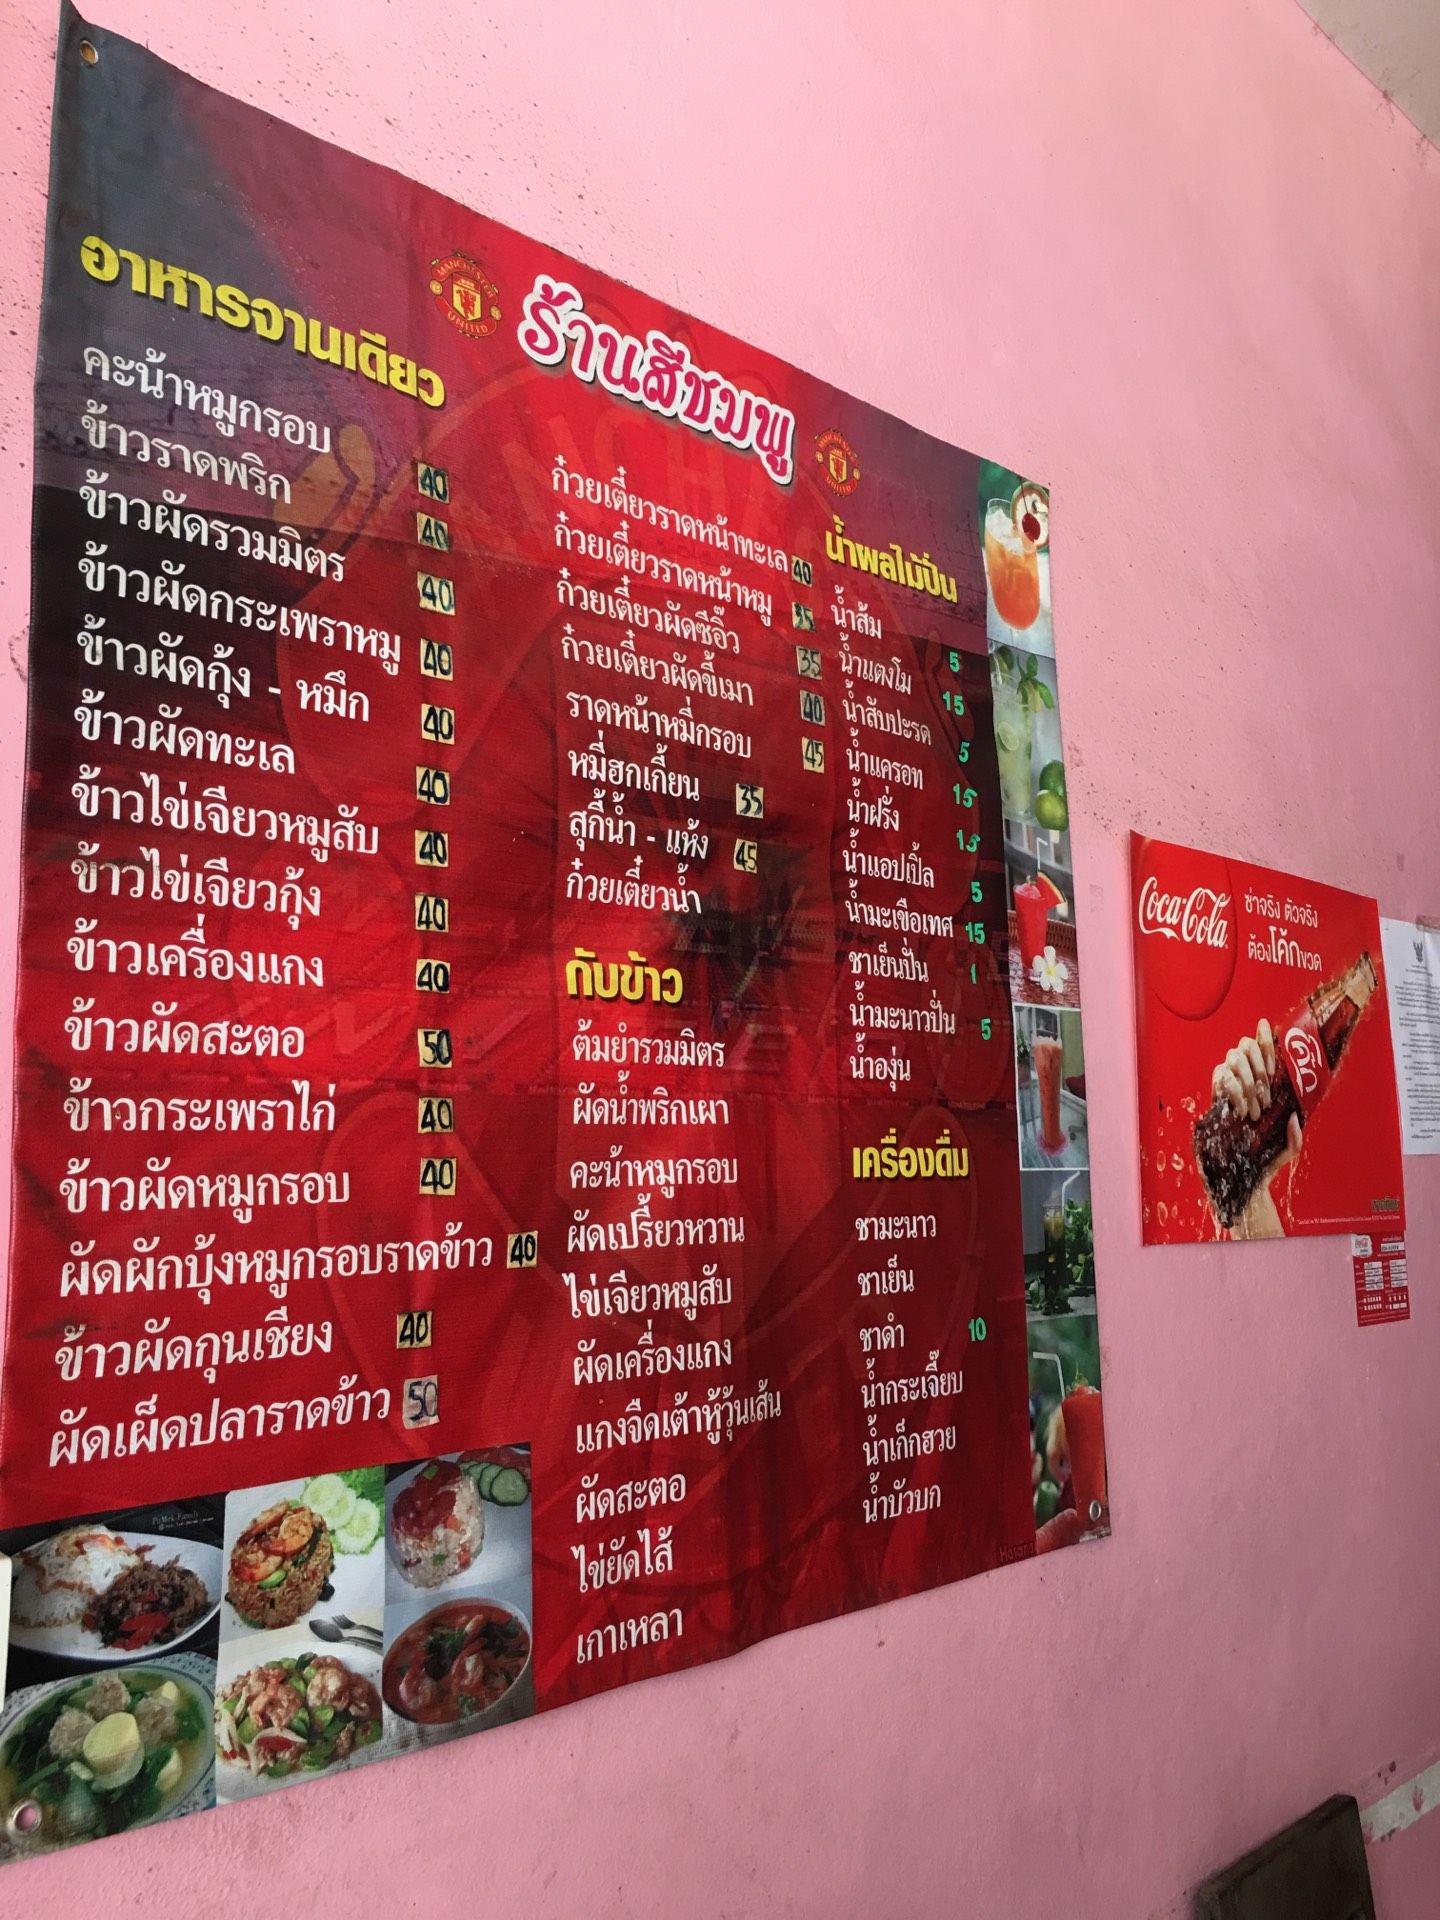 ร้านสีชมพู
MANCHESTER
UNITED
อาหารจานเดียว
คะน้าหมูกรอบ 40
ข้าวราดพริก 40
ข้าวผัดรวมมิตร 40
ข้าวผัดกระเพราหมู 40
ข้าวผัดกุ้ง - หมึก 40
ข้าวผัดทะเล 40
ข้าวไข่เจียวหมูสับ 40
ข้าวไข่เจียวกุ้ง 40
ข้าวเครื่องแกง 40
ข้าวผัดสะตอ 50
ข้าวกระเพราไก่ 40
ข้าวผัดหมูกรอบ 40
ผัดผักบุ้งหมูกรอบราดข้าว 40
ข้าวผัดกุนเชียง 40
ผัดเผ็ดปลาราดข้าว 50
ก๋วยเตี๋ยวราดหน้าทะเล 40
ก๋วยเตี๋ยวราดหน้าหมู 35
ก๋วยเตี๋ยวผัดซีอิ๊ว 35
ก๋วยเตี๋ยวผัดขี้เมา 40
ราดหน้าหมี่กรอบ 45
หมี่ฮกเกี้ยน 35
สุกี้น้ำ - แห้ง 45
ก๋วยเตี๋ยวน้ำ
กับข้าว
ต้มยำรวมมิตร
ผัดน้ำพริกเผา
คะน้าหมูกรอบ
ผัดเปรี้ยวหวาน
ไข่เจียวหมูสับ
ผัดเครื่องแกง
แกงจืดเต้าหู้วุ้นเส้น
ผัดสะตอ
ไข่ยัดไส้
เกาเหลา
น้ำผลไม้ปั่น
น้ำส้ม 5
น้ำแตงโม 15
น้ำสับปะรด 5
น้ำแครอท 15
น้ำฝรั่ง 15
น้ำแอปเปิ้ล 5
น้ำมะเขือเทศ 15
ชาเย็นปั่น 1
น้ำมะนาวปั่น 5
น้ำองุ่น
เครื่องดื่ม
ชามะนาว
ชาเย็น
ชาดำ 10
น้ำกระเจี๊ยบ
น้ำเก็กฮวย
น้ำบัวบก
Coca-Cola
ซ่าจริง ตัวจริง
ต้องโค้กขวด
โค้ก